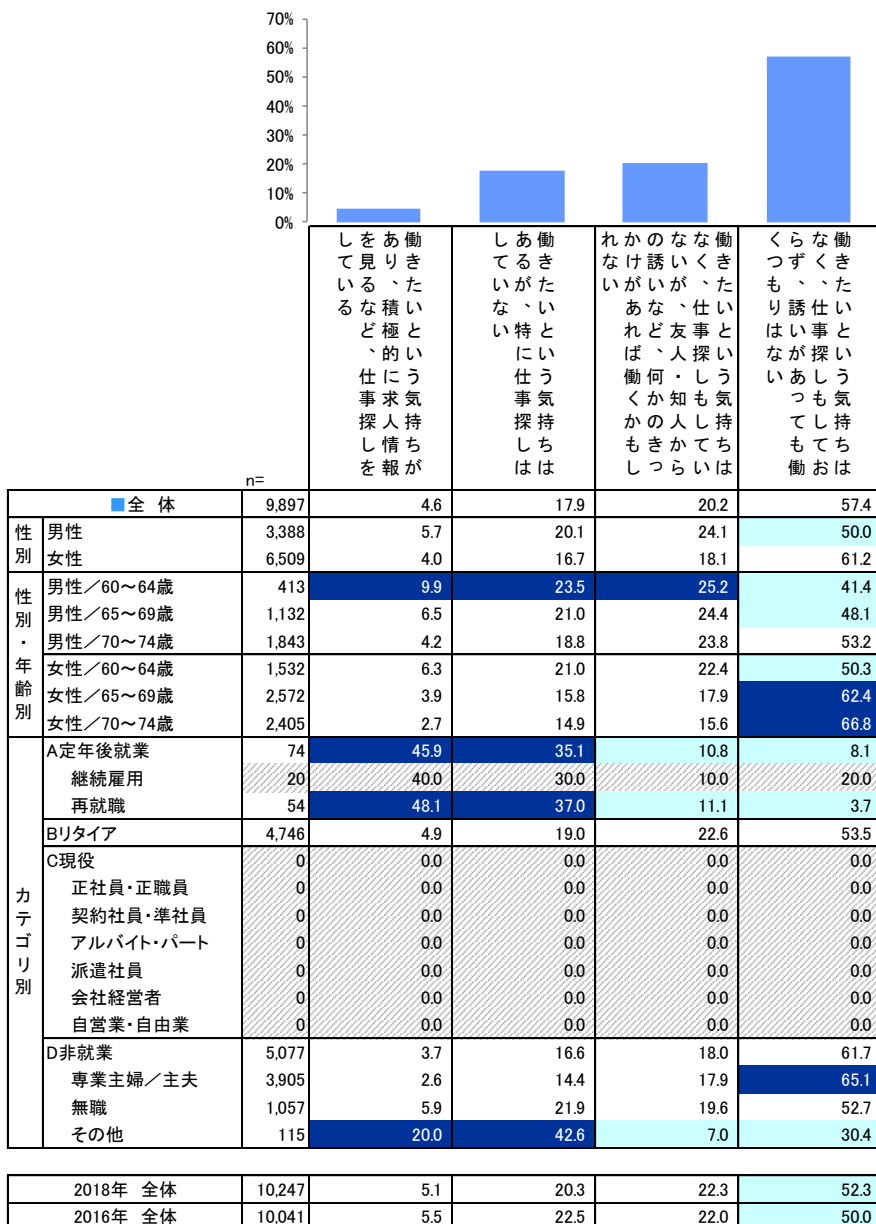 70%
60%
50%
40%
30%
20%
10%
0%
働きたいという気持ちが
あり、積極的に求人情報
を見るなど、仕事探しを
している
働きたいという気持ちは
あるが、特に仕事探しは
していない
働きたいという気持ちは
なく、仕事探しもしてい
ないが、友人・知人から
の誘いなど、何かのきっ
かけがあれば働くかもし
れない
働きたいという気持ちは
なく、仕事探しもしてお
らず、誘いがあっても働
くつもりはない
n=
■全 体 9,897 4.6 17.9 20.2 57.4
性別
男性 3,388 5.7 20.1 24.1 50.0
女性 6,509 4.0 16.7 18.1 61.2
性別・年齢別
男性／60～64歳 413 9.9 23.5 25.2 41.4
男性／65～69歳 1,132 6.5 21.0 24.4 48.1
男性／70～74歳 1,843 4.2 18.8 23.8 53.2
女性／60～64歳 1,532 6.3 21.0 22.4 50.3
女性／65～69歳 2,572 3.9 15.8 17.9 62.4
女性／70～74歳 2,405 2.7 14.9 15.6 66.8
カテゴリ別
A定年後就業 74 45.9 35.1 10.8 8.1
継続雇用 20 40.0 30.0 10.0 20.0
再就職 54 48.1 37.0 11.1 3.7
Bリタイア 4,746 4.9 19.0 22.6 53.5
C現役 0 0.0 0.0 0.0 0.0
正社員・正職員 0 0.0 0.0 0.0 0.0
契約社員・準社員 0 0.0 0.0 0.0 0.0
アルバイト・パート 0 0.0 0.0 0.0 0.0
派遣社員 0 0.0 0.0 0.0 0.0
会社経営者 0 0.0 0.0 0.0 0.0
自営業・自由業 0 0.0 0.0 0.0 0.0
D非就業 5,077 3.7 16.6 18.0 61.7
専業主婦／主夫 3,905 2.6 14.4 17.9 65.1
無職 1,057 5.9 21.9 19.6 52.7
その他 115 20.0 42.6 7.0 30.4
2018年 全体 10,247 5.1 20.3 22.3 52.3
2016年 全体 10,041 5.5 22.5 22.0 50.0